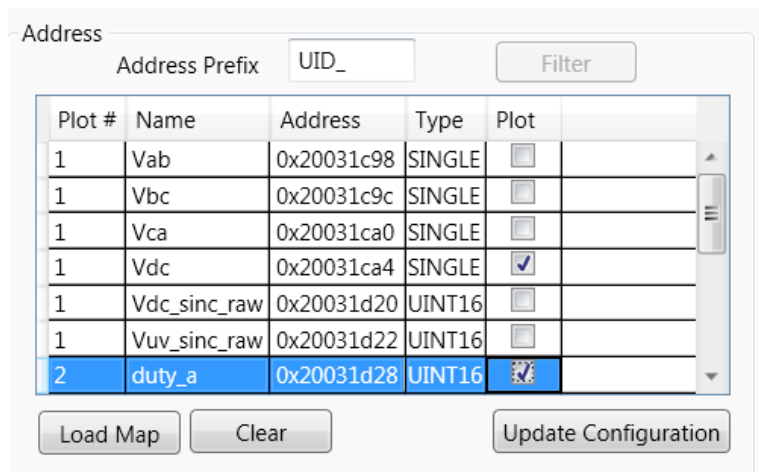 Address
Address Prefix UID_ Filter
Plot # Name Address Type Plot
1 Vab 0x20031c98 SINGLE
1 Vbc 0x20031c9c SINGLE
1 Vca 0x20031ca0 SINGLE
1 Vdc 0x20031ca4 SINGLE
1 Vdc_sinc_raw 0x20031d20 UINT16
1 Vuv_sinc_raw 0x20031d22 UINT16
2 duty_a 0x20031d28 UINT16
Load Map Clear Update Configuration